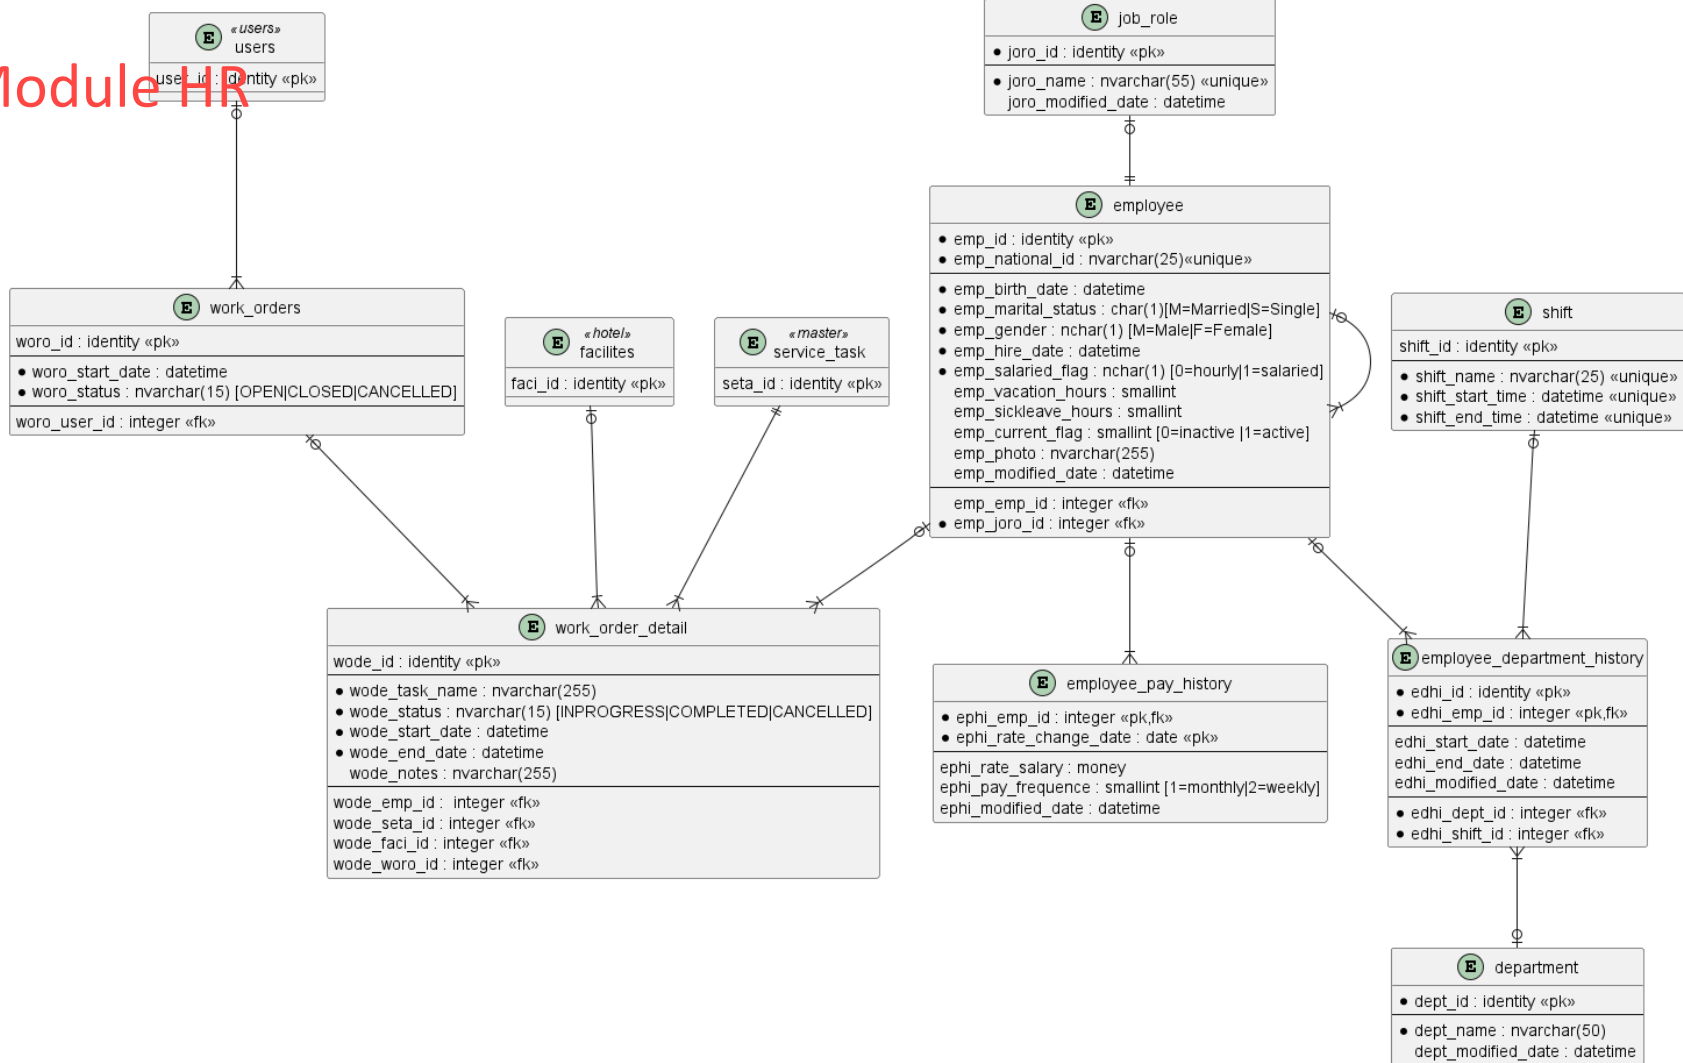 «users»
users
user_id : identity «pk»
Module HR
job_role
joro_id : identity «pk»
joro_name : nvarchar(55) «unique»
joro_modified_date : datetime
employee
emp_id : identity «pk»
emp_national_id : nvarchar(25)«unique»
emp_birth_date : datetime
emp_marital_status : char(1)[M=Married|S=Single]
emp_gender : nchar(1) [M=Male|F=Female]
emp_hire_date : datetime
emp_salaried_flag : nchar(1) [0=hourly|1=salaried]
emp_vacation_hours : smallint
emp_sickleave_hours : smallint
emp_current_flag : smallint [0=inactive |1=active]
emp_photo : nvarchar(255)
emp_modified_date : datetime
emp_emp_id : integer «fk»
emp_joro_id : integer «fk»
work_orders
woro_id : identity «pk»
woro_start_date : datetime
woro_status : nvarchar(15) [OPEN|CLOSED|CANCELLED]
woro_user_id : integer «fk»
«hotel»
facilites
faci_id : identity «pk»
«master»
service_task
seta_id : identity «pk»
shift
shift_id : identity «pk»
shift_name : nvarchar(25) «unique»
shift_start_time : datetime «unique»
shift_end_time : datetime «unique»
work_order_detail
wode_id : identity «pk»
wode_task_name : nvarchar(255)
wode_status : nvarchar(15) [INPROGRESS|COMPLETED|CANCELLED]
wode_start_date : datetime
wode_end_date : datetime
wode_notes : nvarchar(255)
wode_emp_id :  integer «fk»
wode_seta_id : integer «fk»
wode_faci_id : integer «fk»
wode_woro_id : integer «fk»
employee_pay_history
ephi_emp_id : integer «pk,fk»
ephi_rate_change_date : date «pk»
ephi_rate_salary : money
ephi_pay_frequence : smallint [1=monthly|2=weekly]
ephi_modified_date : datetime
employee_department_history
edhi_id : identity «pk»
edhi_emp_id : integer «pk,fk»
edhi_start_date : datetime
edhi_end_date : datetime
edhi_modified_date : datetime
edhi_dept_id : integer «fk»
edhi_shift_id : integer «fk»
department
dept_id : identity «pk»
dept_name : nvarchar(50)
dept_modified_date : datetime